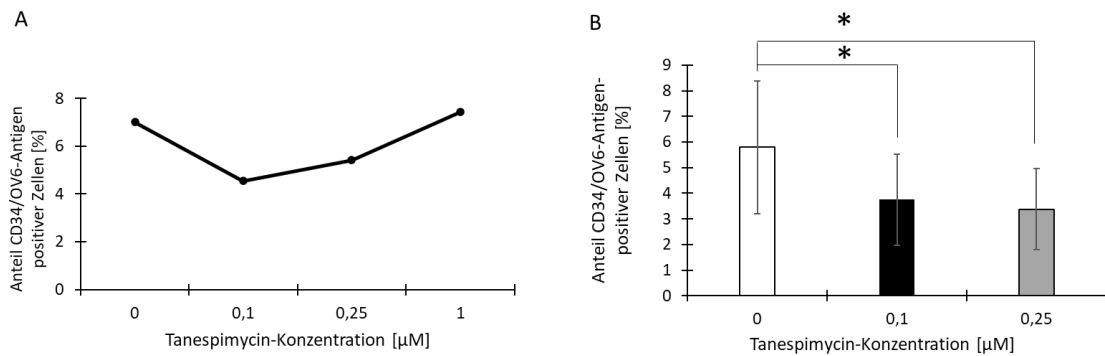 A
Anteil CD34/OV6-Antigen
positiver Zellen [%]
8
6
4
2
0
0 0,1 0,25 1
Tanespimycin-Konzentration [µM]
B
*
*
Anteil CD34/OV6-Antigen-
positiver Zellen [%]
9
8
7
6
5
4
3
2
1
0
0 0,1 0,25
Tanespimycin-Konzentration [µM]